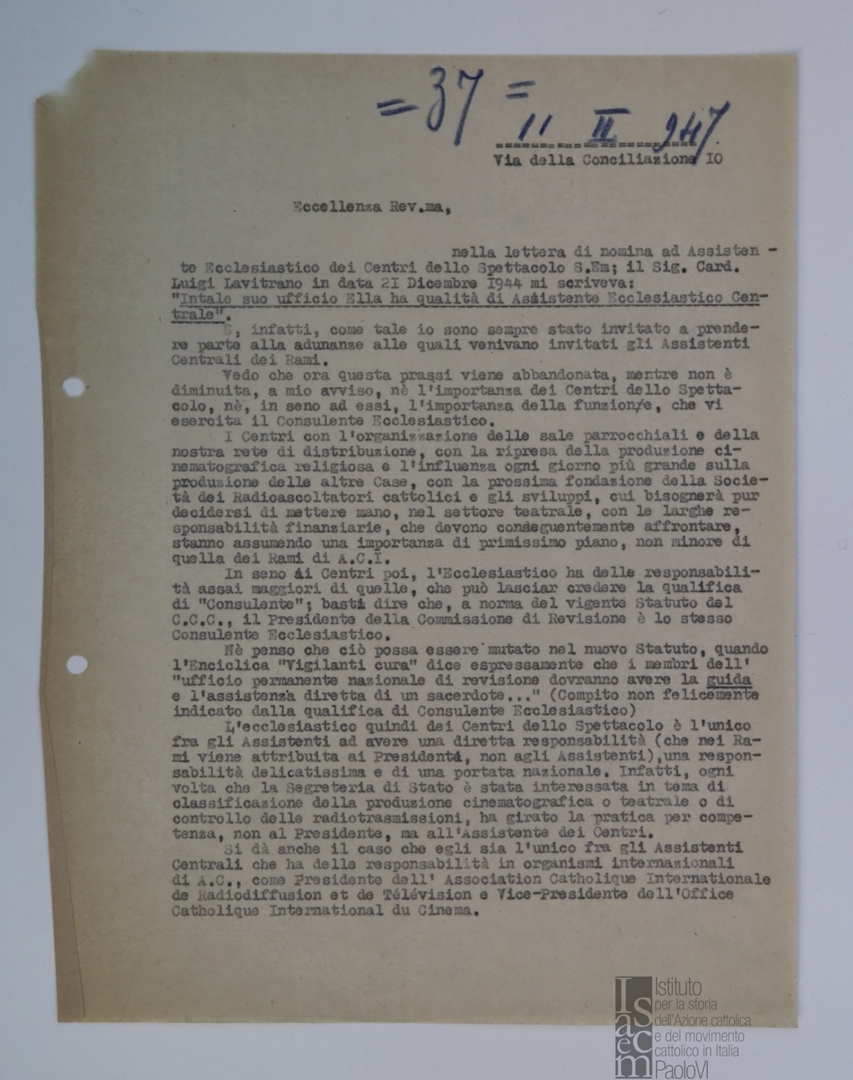 = 37 =
11 II 947.
Via della Conciliazione IO
Eccellenza Rev.ma,
nella lettera di nomina ad Assisten -
te Ecclesiastico dei Centri dello Spettacolo S.Em; il Sig. Card.
Luigi Lavitrano in data 2I Dicembre I944 mi scriveva:
"Intale suo ufficio Ella ha qualità di Assistente Ecclesiastico Cen-
trale".
E, infatti, come tale io sono sempre stato invitato a prende-
re parte alla adunanze alle quali venivano invitati gli Assistenti
Centrali dei Rami.
Vedo che ora questa prassi viene abbandonata, mentre non è
diminuita, a mio avviso, nè l'importanza dei Centri dello Spetta-
colo, nè, in seno ad essi, l'importanza della funzion/e, che vi
esercita il Consulente Ecclesiastico.
I Centri con l'organizzazione delle sale parrocchiali e della
nostra rete di distribuzione, con la ripresa della produzione ci-
nematografica religiosa e l'influenza ogni giorno più grande sulla
produzione delle altre Case, con la prossima fondazione della Socie-
tà dei Radioascoltatori cattolici e gli sviluppi, cui bisognerà pur
decidersi di mettere mano, nel settore teatrale, con le larghe re-
sponsabilità finanziarie, che devono conseguentemente affrontare,
stanno assumendo una importanza di primissimo piano, non minore di
quella dei Rami di A.C.I.
In seno ai Centri poi, l'Ecclesiastico ha delle responsabili-
tà assai maggiori di quelle, che può lasciar credere la qualifica
di "Consulente"; basti dire che, a norma del vigente Statuto del
C.C.C., il Presidente della Commissione di Revisione è lo stesso
Consulente Ecclesiastico.
Nè penso che ciò possa essere mutato nel nuovo Statuto, quando
l'Enciclica "Vigilanti cura" dice espressamente che i membri dell'
"ufficio permanente nazionale di revisione dovranno avere la guida
e l'assistenza diretta di un sacerdote..." (Compito non felicemente
indicato dalla qualifica di Consulente Ecclesiastico)
L'ecclesiastico quindi dei Centri dello Spettacolo è l'unico
fra gli Assistenti ad avere una diretta responsabilità (che nei Ra-
mi viene attribuita ai Presidenti, non agli Assistenti),una respon-
sabilità delicatissima e di una portata nazionale. Infatti, ogni
volta che la Segreteria di Stato è stata interessata in tema di
classificazione della produzione cinematografica o teatrale o di
controllo delle radiotrasmissioni, ha girato la pratica per compe-
tenza, non al Presidente, ma all'Assistente dei Centri.
Si dà anche il caso che egli sia l'unico fra gli Assistenti
Centrali che ha delle responsabilità in organismi internazionali
di A.C., come Presidente dell' Association Catholique Internationale
de Radiodiffusion et de Télévision e Vice-Presidente dell'Office
Catholique International du Cinema.
Isacem
Istituto
per la storia
dell'Azione cattolica
e del movimento
cattolico in Italia
PaoloVI